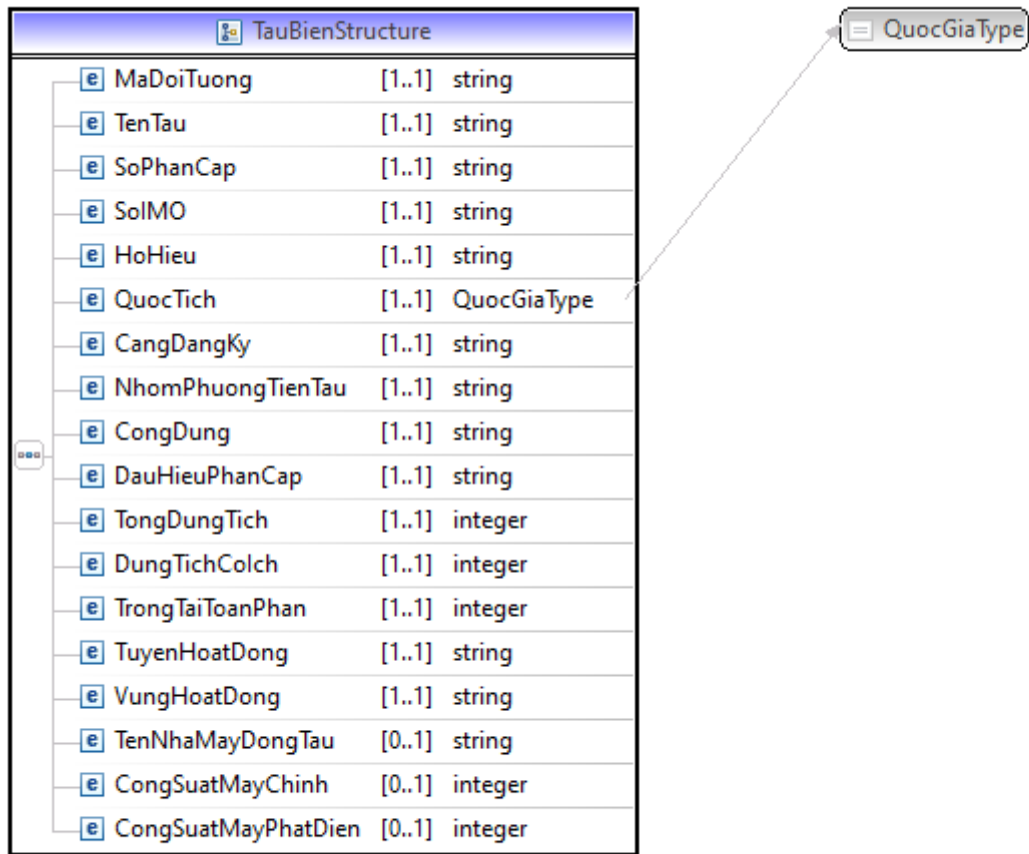 TauBienStructure
QuocGiaType
MaDoiTuong [1..1] string
TenTau [1..1] string
SoPhanCap [1..1] string
SoIMO [1..1] string
HoHieu [1..1] string
QuocTich [1..1] QuocGiaType
CangDangKy [1..1] string
NhomPhuongTienTau [1..1] string
CongDung [1..1] string
DauHieuPhanCap [1..1] string
TongDungTich [1..1] integer
DungTichCoIch [1..1] integer
TrongTaiToanPhan [1..1] integer
TuyenHoatDong [1..1] string
VungHoatDong [1..1] string
TenNhaMayDongTau [0..1] string
CongSuatMayChinh [0..1] integer
CongSuatMayPhatDien [0..1] integer